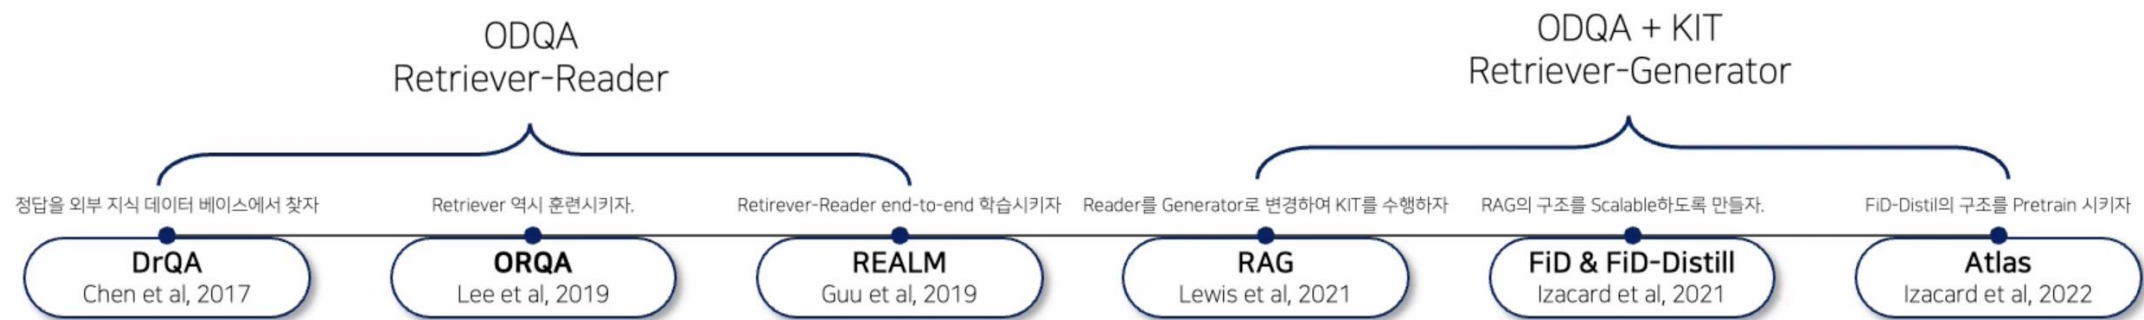 ODQA
Retriever-Reader
ODQA + KIT
Retriever-Generator
정답을 외부 지식 데이터 베이스에서 찾자
Retriever 역시 훈련시키자.
Retirever-Reader end-to-end 학습시키자
Reader를 Generator로 변경하여 KIT를 수행하자
RAG의 구조를 Scalable하도록 만들자.
FiD-Distil의 구조를 Pretrain 시키자
DrQA
Chen et al, 2017
ORQA
Lee et al, 2019
REALM
Guu et al, 2019
RAG
Lewis et al, 2021
FiD & FiD-Distill
Izacard et al, 2021
Atlas
Izacard et al, 2022